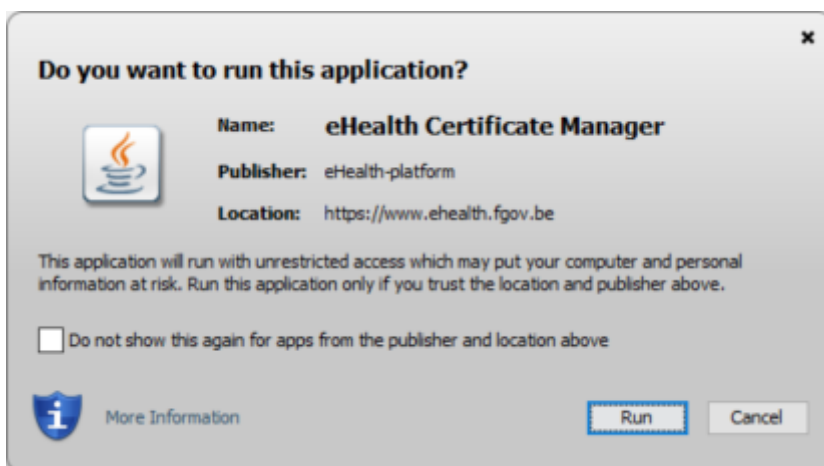 Do you want to run this application?
Name: eHealth Certificate Manager
Publisher: eHealth-platform
Location: https://www.ehealth.fgov.be
This application will run with unrestricted access which may put your computer and personal
information at risk. Run this application only if you trust the location and publisher above.
Do not show this again for apps from the publisher and location above
More Information
Run
Cancel